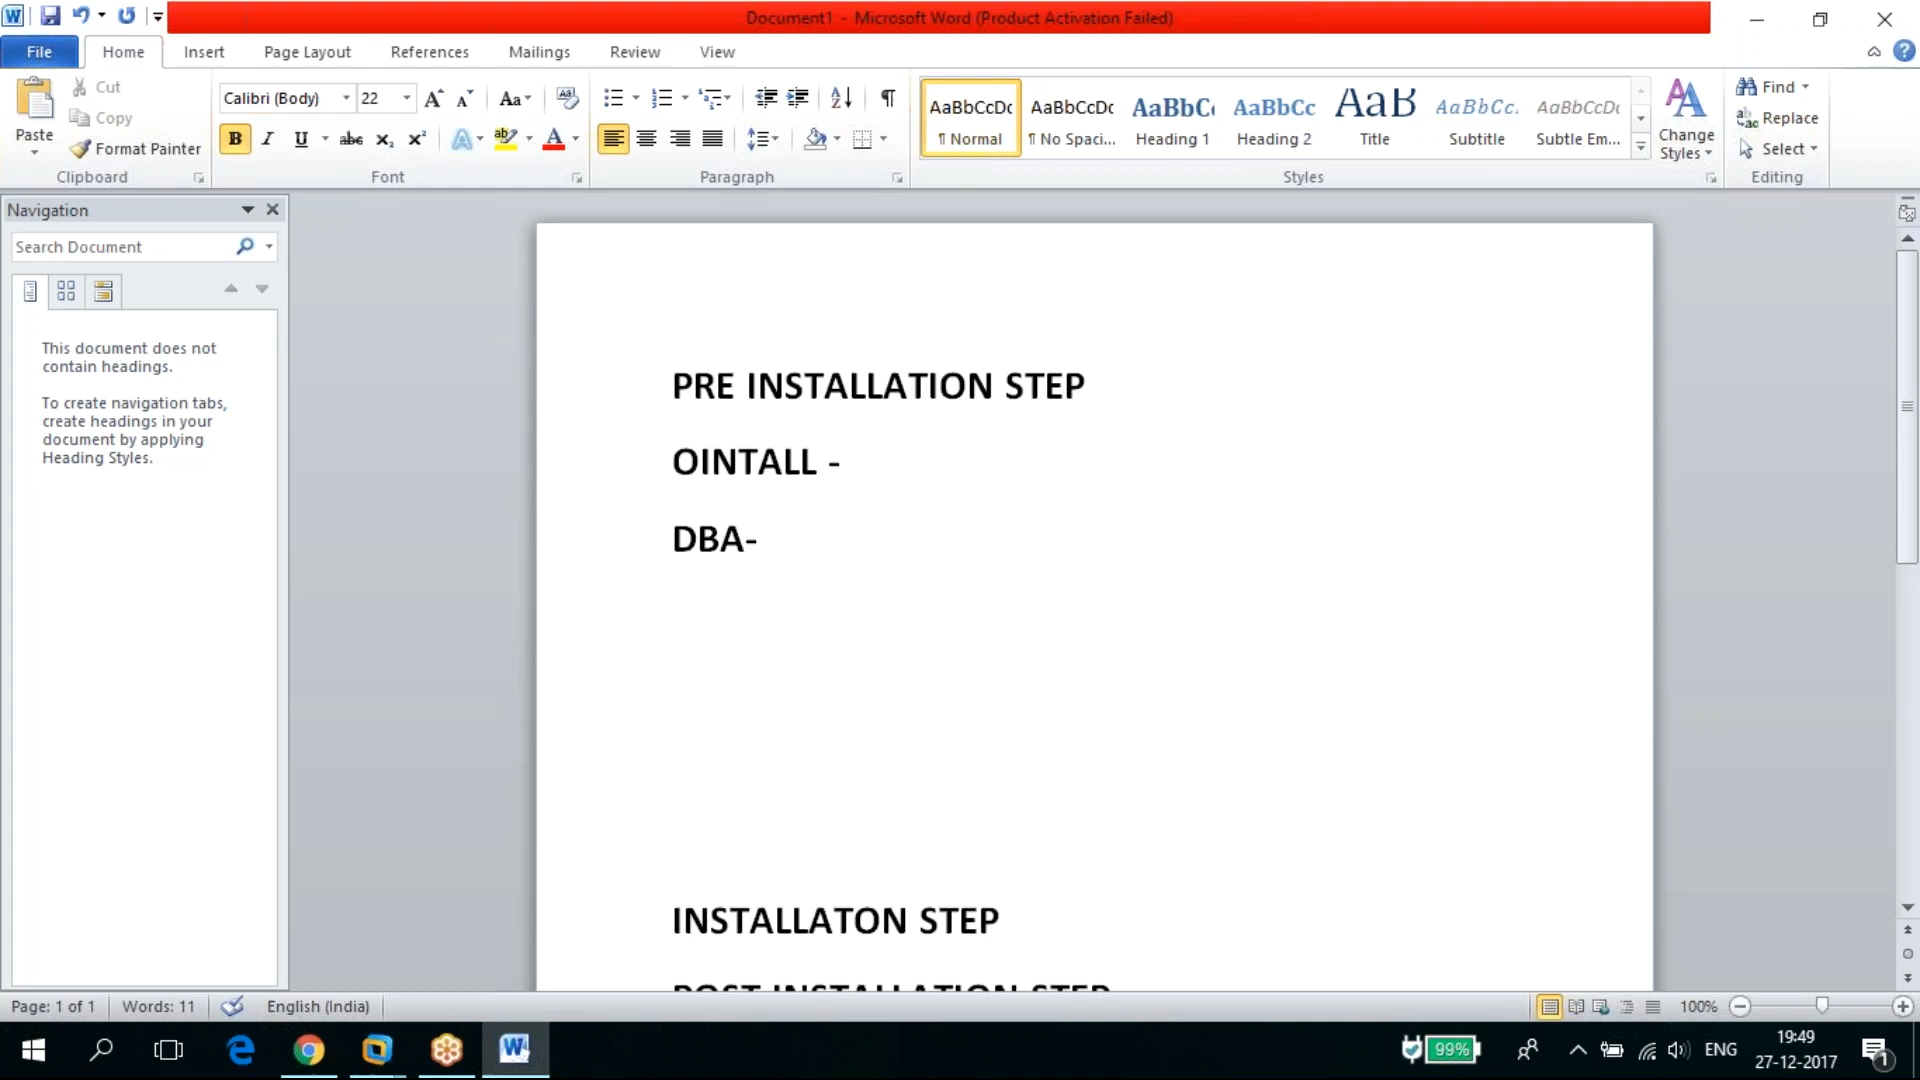 Document1 - Microsoft Word (Product Activation Failed)
File Home Insert Page Layout References Mailings Review View
Paste
Cut
Copy
Format Painter
Clipboard
Calibri (Body) 22
Font
Paragraph
AaBbCcDc AaBbCcDc AaBbC AaBbCc AaB AaBbCc. AaBbCcDc
¶ Normal ¶ No Spaci... Heading 1 Heading 2 Title Subtitle Subtle Em...
Change
Styles
Styles
Find
Replace
Select
Editing
Navigation
Search Document
This document does not
contain headings.
To create navigation tabs,
create headings in your
document by applying
Heading Styles.
PRE INSTALLATION STEP
OINTALL -
DBA-
INSTALLATON STEP
POST INSTALLATION STEP
Page: 1 of 1 Words: 11 English (India) 100%
99% ENG 19:49
27-12-2017
1